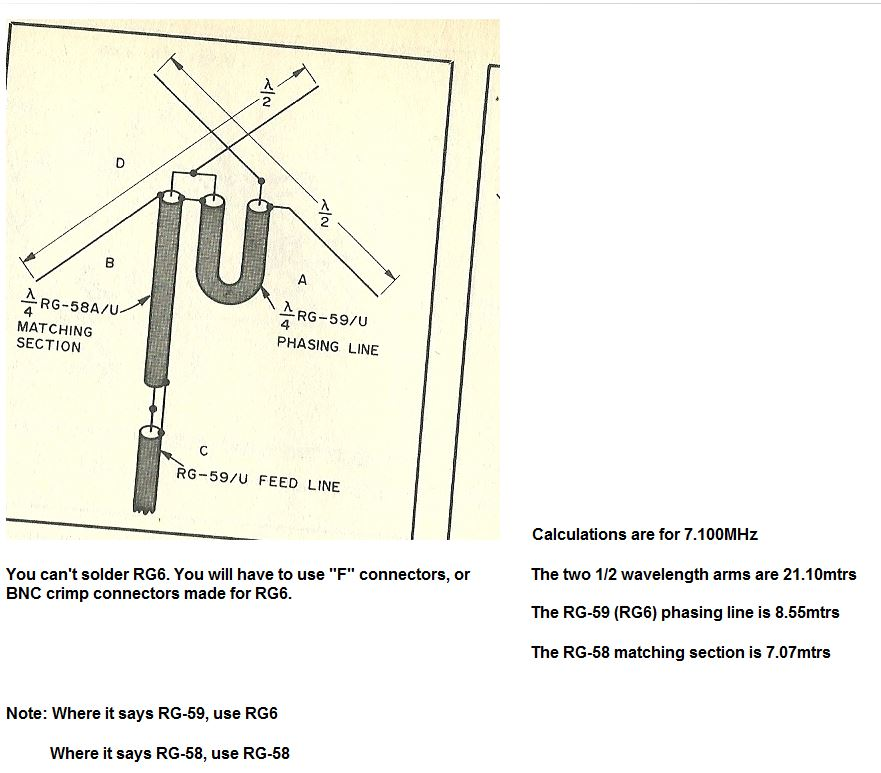 λ
2
D
λ
2
B
A
λ
4 RG-58A/U
MATCHING
SECTION
λ
4 RG-59/U
PHASING LINE
C
RG-59/U FEED LINE
Calculations are for 7.100MHz
You can't solder RG6. You will have to use "F" connectors, or
BNC crimp connectors made for RG6.
The two 1/2 wavelength arms are 21.10mtrs
The RG-59 (RG6) phasing line is 8.55mtrs
The RG-58 matching section is 7.07mtrs
Note: Where it says RG-59, use RG6
Where it says RG-58, use RG-58